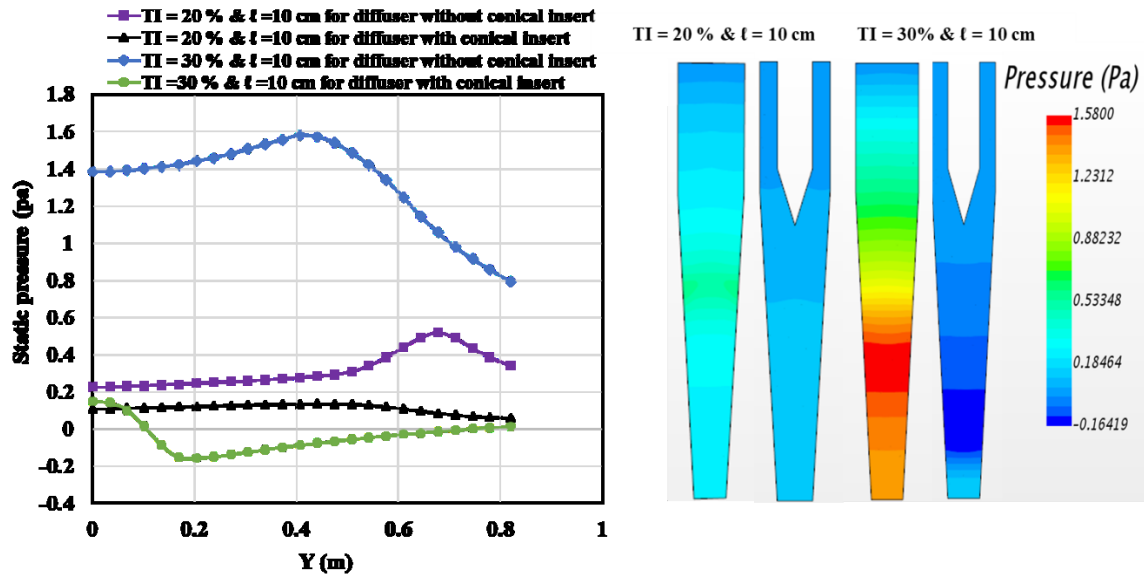 TI = 20 % & ℓ =10 cm for diffuser without conical insert
TI = 20 % & ℓ =10 cm for diffuser with conical insert
TI = 30 % & ℓ =10 cm for diffuser without conical insert
TI =30 % & ℓ =10 cm for diffuser with conical insert
1.8
1.6
1.4
1.2
1
0.8
0.6
0.4
0.2
0
-0.2
-0.4
Static pressure (pa)
0 0.2 0.4 0.6 0.8 1
Y (m)
TI = 20 % & ℓ = 10 cm TI = 30% & ℓ = 10 cm
Pressure (Pa)
1.5800
1.2312
0.88232
0.53348
0.18464
-0.16419